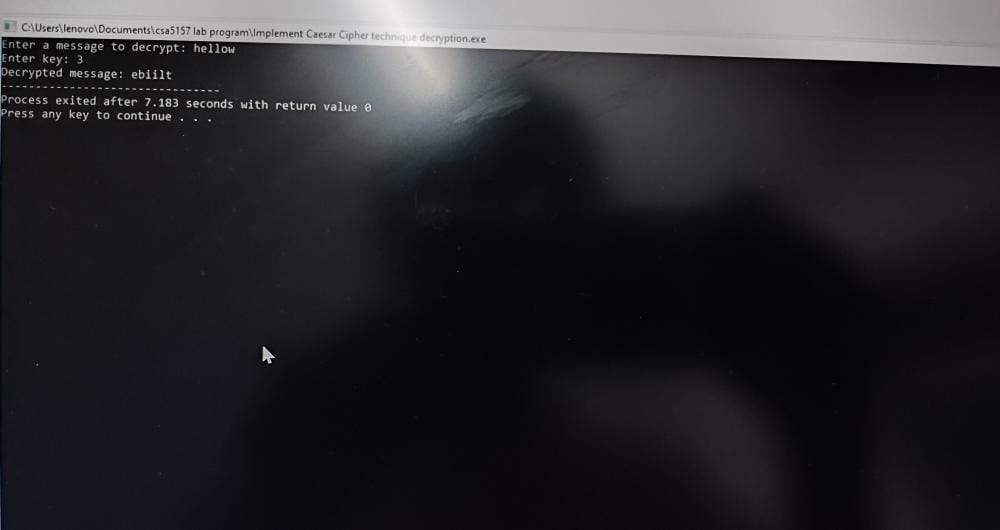 C:\Users\lenovo\Documents\csa5157 lab program\Implement Caesar Cipher technique decryption.exe
Enter a message to decrypt: hellow
Enter key: 3
Decrypted message: ebiilt
--------------------------------
Process exited after 7.183 seconds with return value 0
Press any key to continue . . .